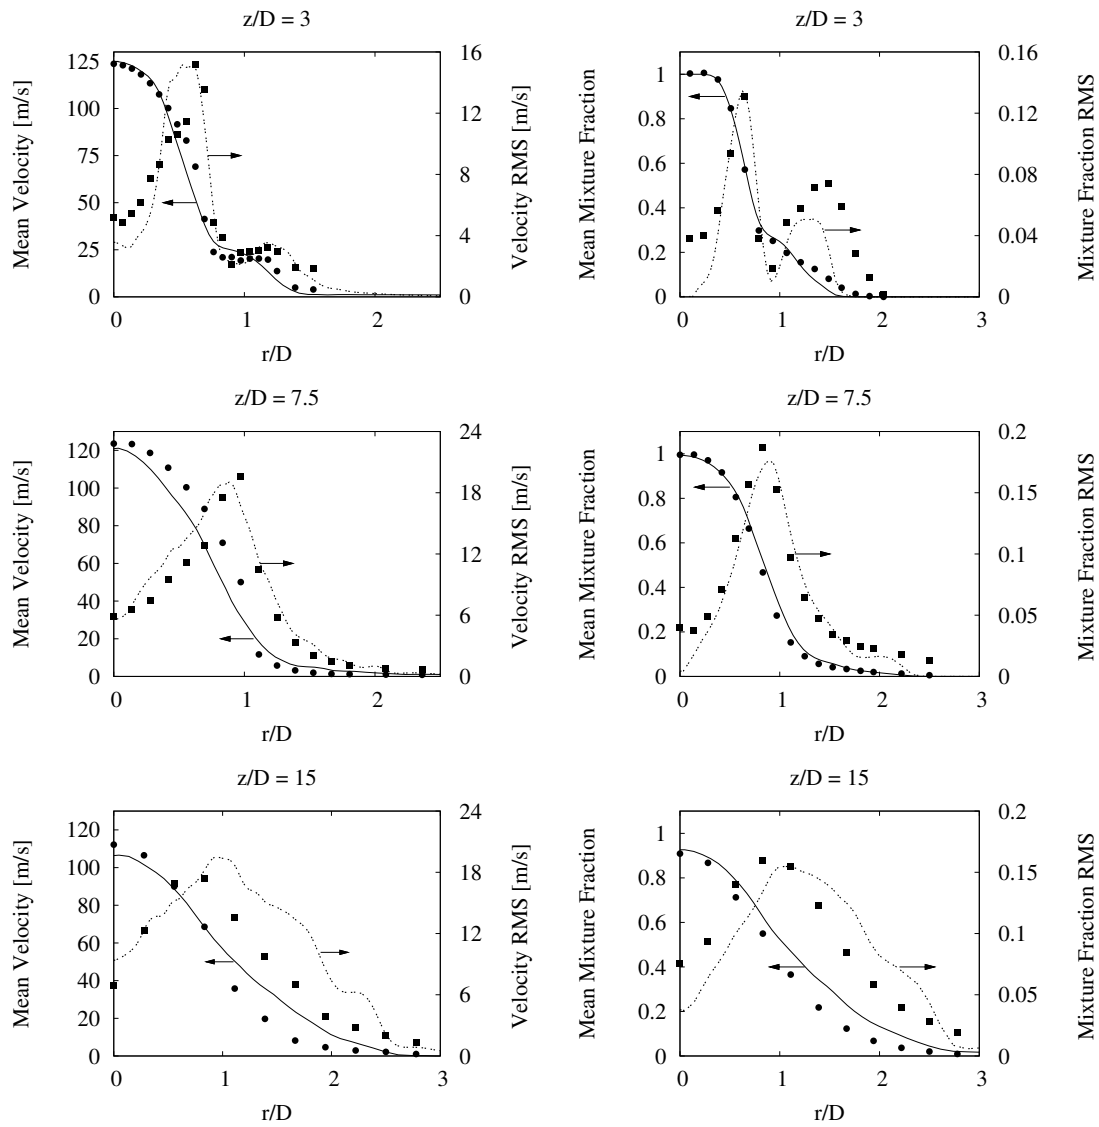 z/D = 3
Mean Velocity [m/s]
125
100
75
50
25
0
0 1 2
r/D
16
12
8
4
0
Velocity RMS [m/s]
z/D = 3
Mean Mixture Fraction
1
0.8
0.6
0.4
0.2
0
0 1 2 3
r/D
0.16
0.12
0.08
0.04
0
Mixture Fraction RMS
z/D = 7.5
Mean Velocity [m/s]
120
100
80
60
40
20
0
0 1 2
r/D
24
18
12
6
0
Velocity RMS [m/s]
z/D = 7.5
Mean Mixture Fraction
1
0.8
0.6
0.4
0.2
0
0 1 2 3
r/D
0.2
0.15
0.1
0.05
0
Mixture Fraction RMS
z/D = 15
Mean Velocity [m/s]
120
100
80
60
40
20
0
0 1 2 3
r/D
24
18
12
6
0
Velocity RMS [m/s]
z/D = 15
Mean Mixture Fraction
1
0.8
0.6
0.4
0.2
0
0 1 2 3
r/D
0.2
0.15
0.1
0.05
0
Mixture Fraction RMS